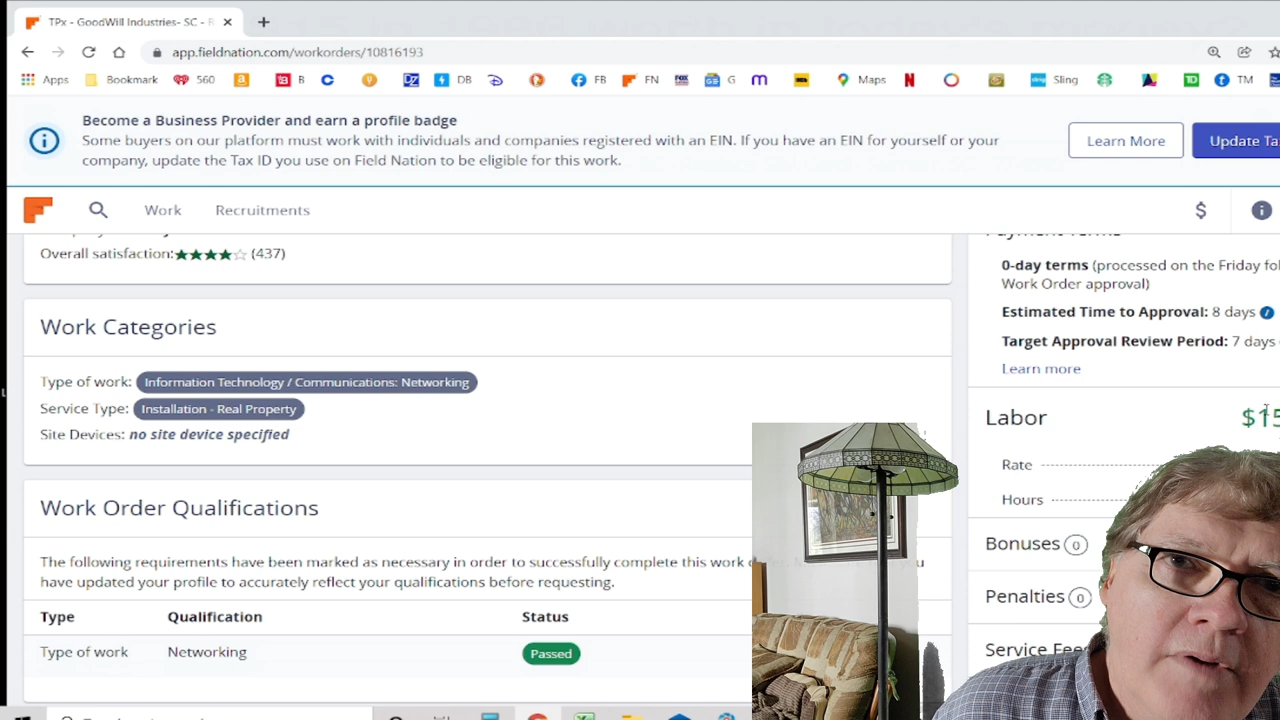 TPx - GoodWill Industries- SC - R
app.fieldnation.com/workorders/10816193
Apps Bookmark 560 B DB FB FN G Maps Sling TM
Become a Business Provider and earn a profile badge
Some buyers on our platform must work with individuals and companies registered with an EIN. If you have an EIN for yourself or your
company, update the Tax ID you use on Field Nation to be eligible for this work.
Learn More
Update Ta
Work Recruitments
$
Overall satisfaction: (437)
Work Categories
Type of work: Information Technology / Communications: Networking
Service Type: Installation - Real Property
Site Devices: no site device specified
Work Order Qualifications
The following requirements have been marked as necessary in order to successfully complete this work
have updated your profile to accurately reflect your qualifications before requesting.
Type Qualification Status
Type of work Networking Passed
Payment Terms
0-day terms (processed on the Friday fol
Work Order approval)
Estimated Time to Approval: 8 days
Target Approval Review Period: 7 days
Learn more
Labor $15
Rate
Hours
Bonuses 0
Penalties 0
Service Fee